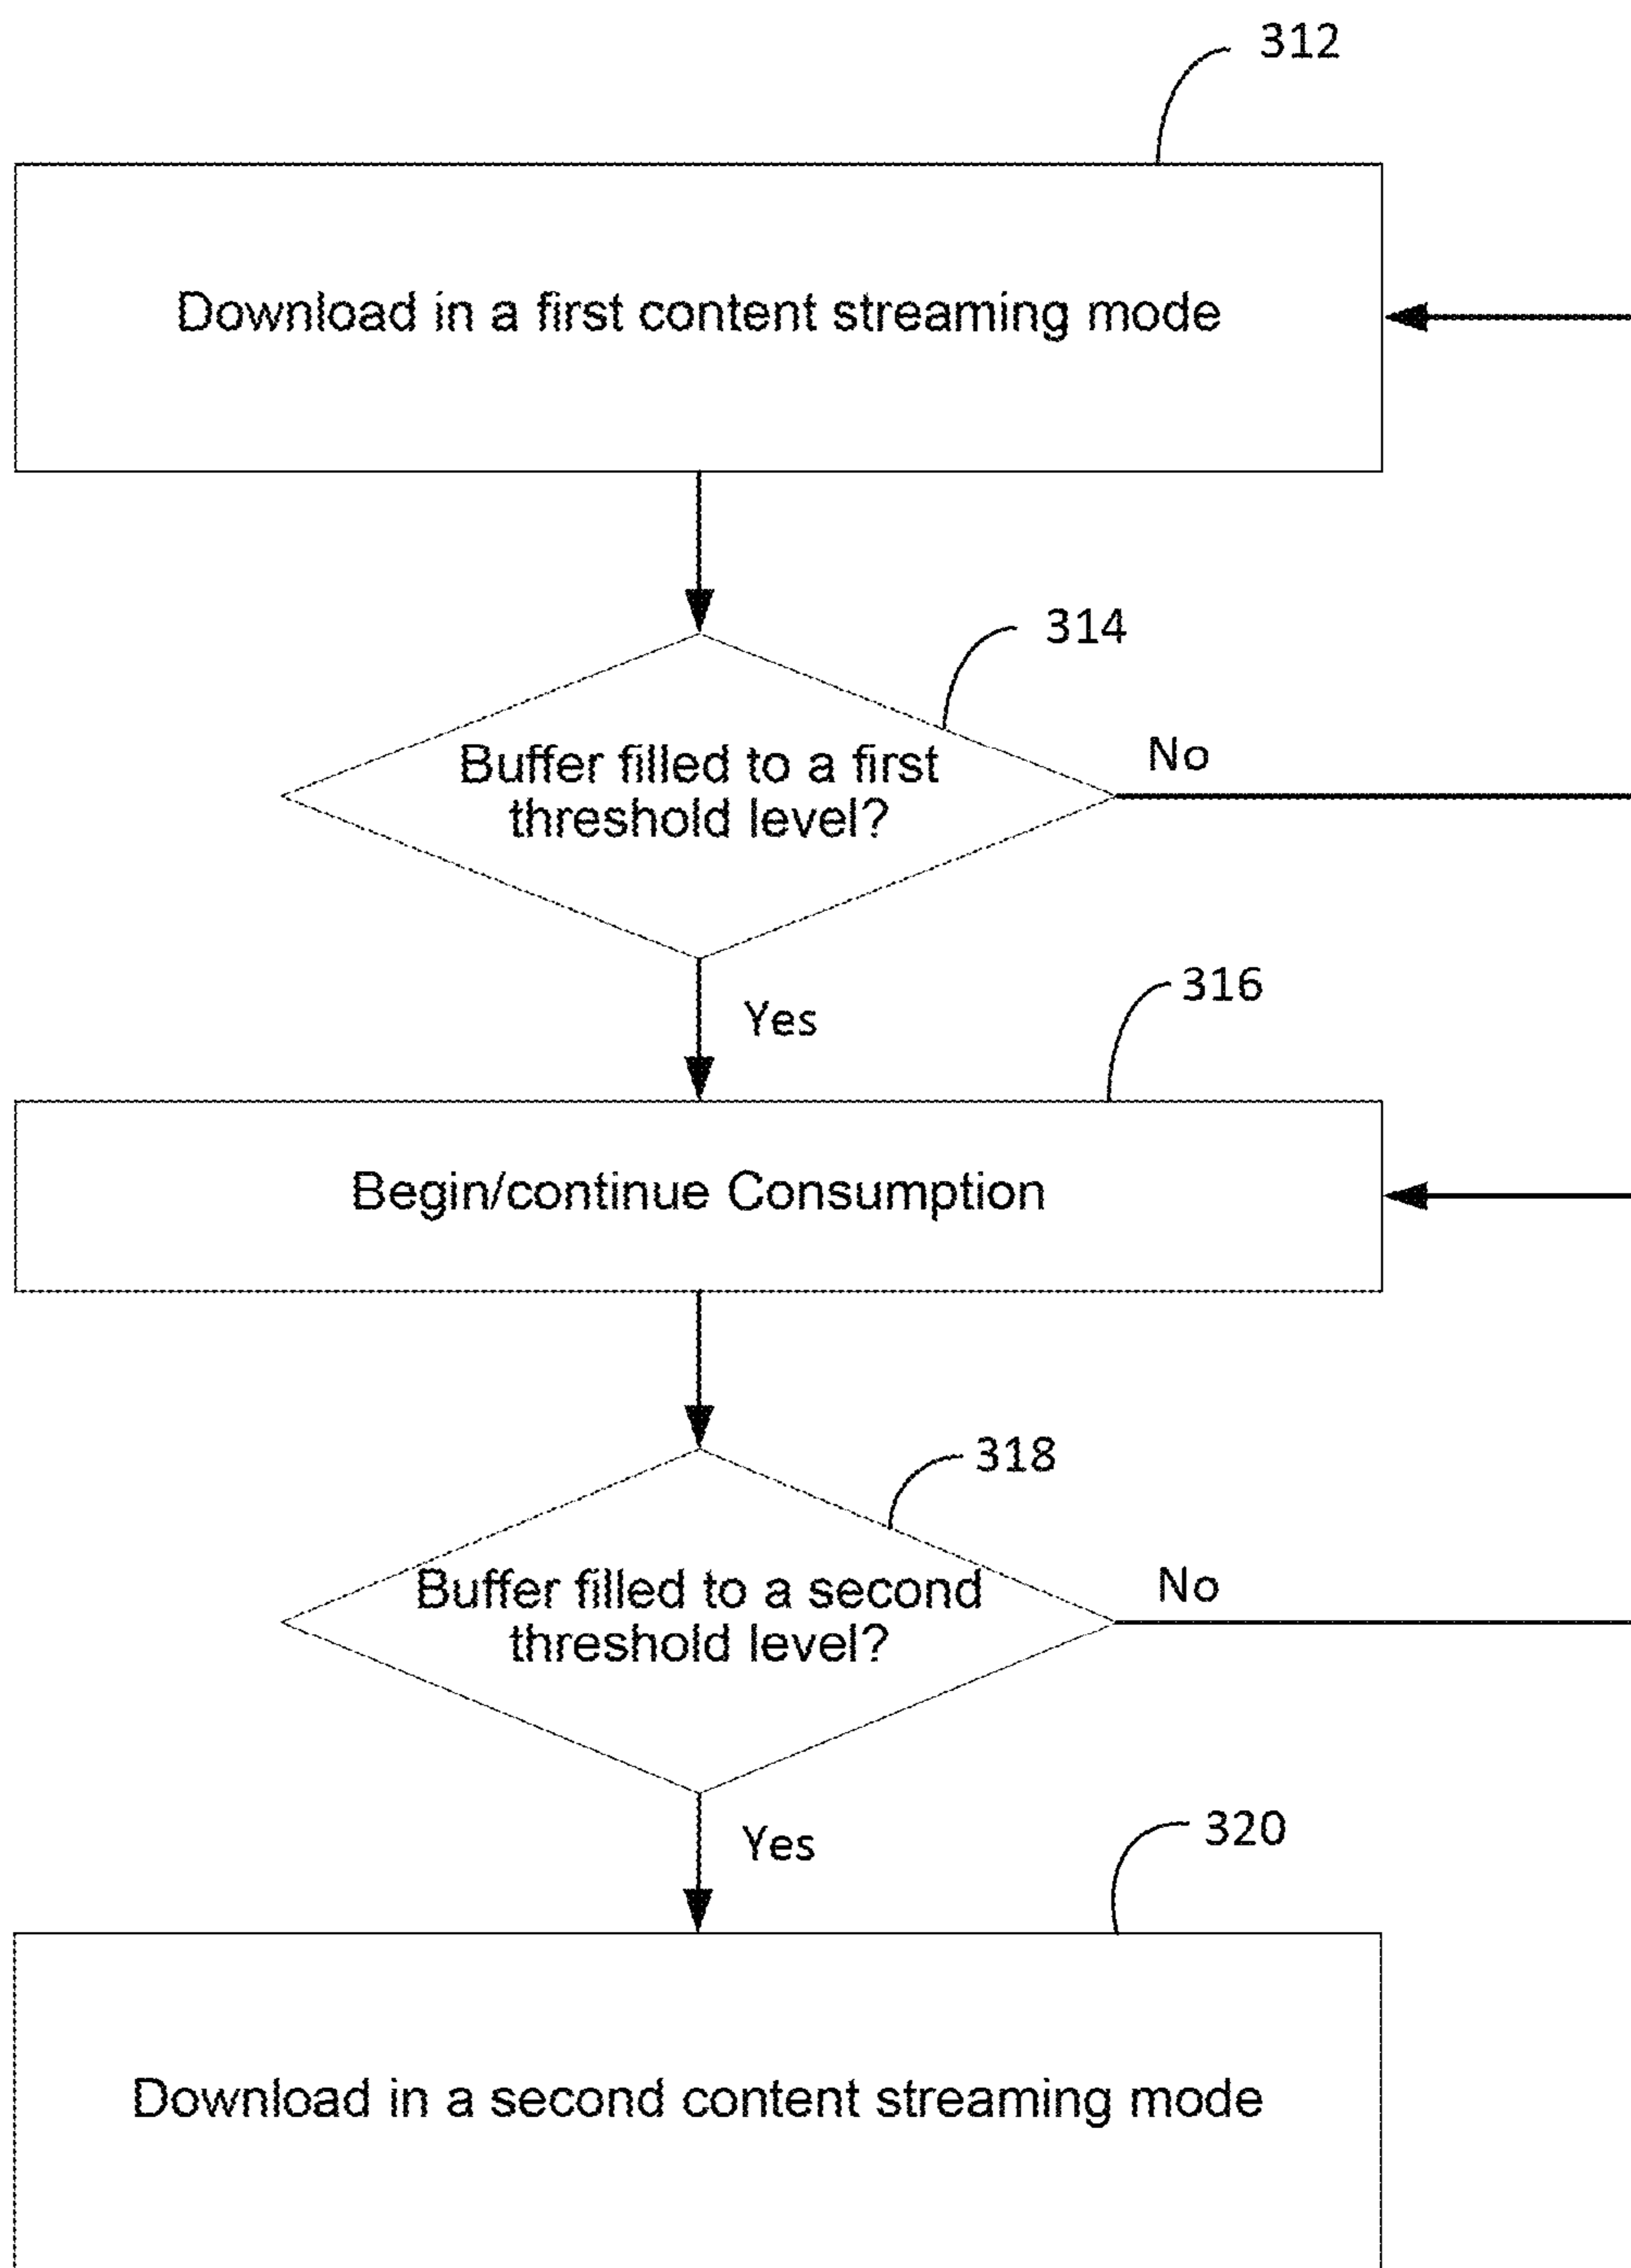 312
Download in a first content streaming mode
314
Buffer filled to a first
threshold level?
No
Yes
316
Begin/continue Consumption
318
Buffer filled to a second
threshold level?
No
Yes
320
Download in a second content streaming mode